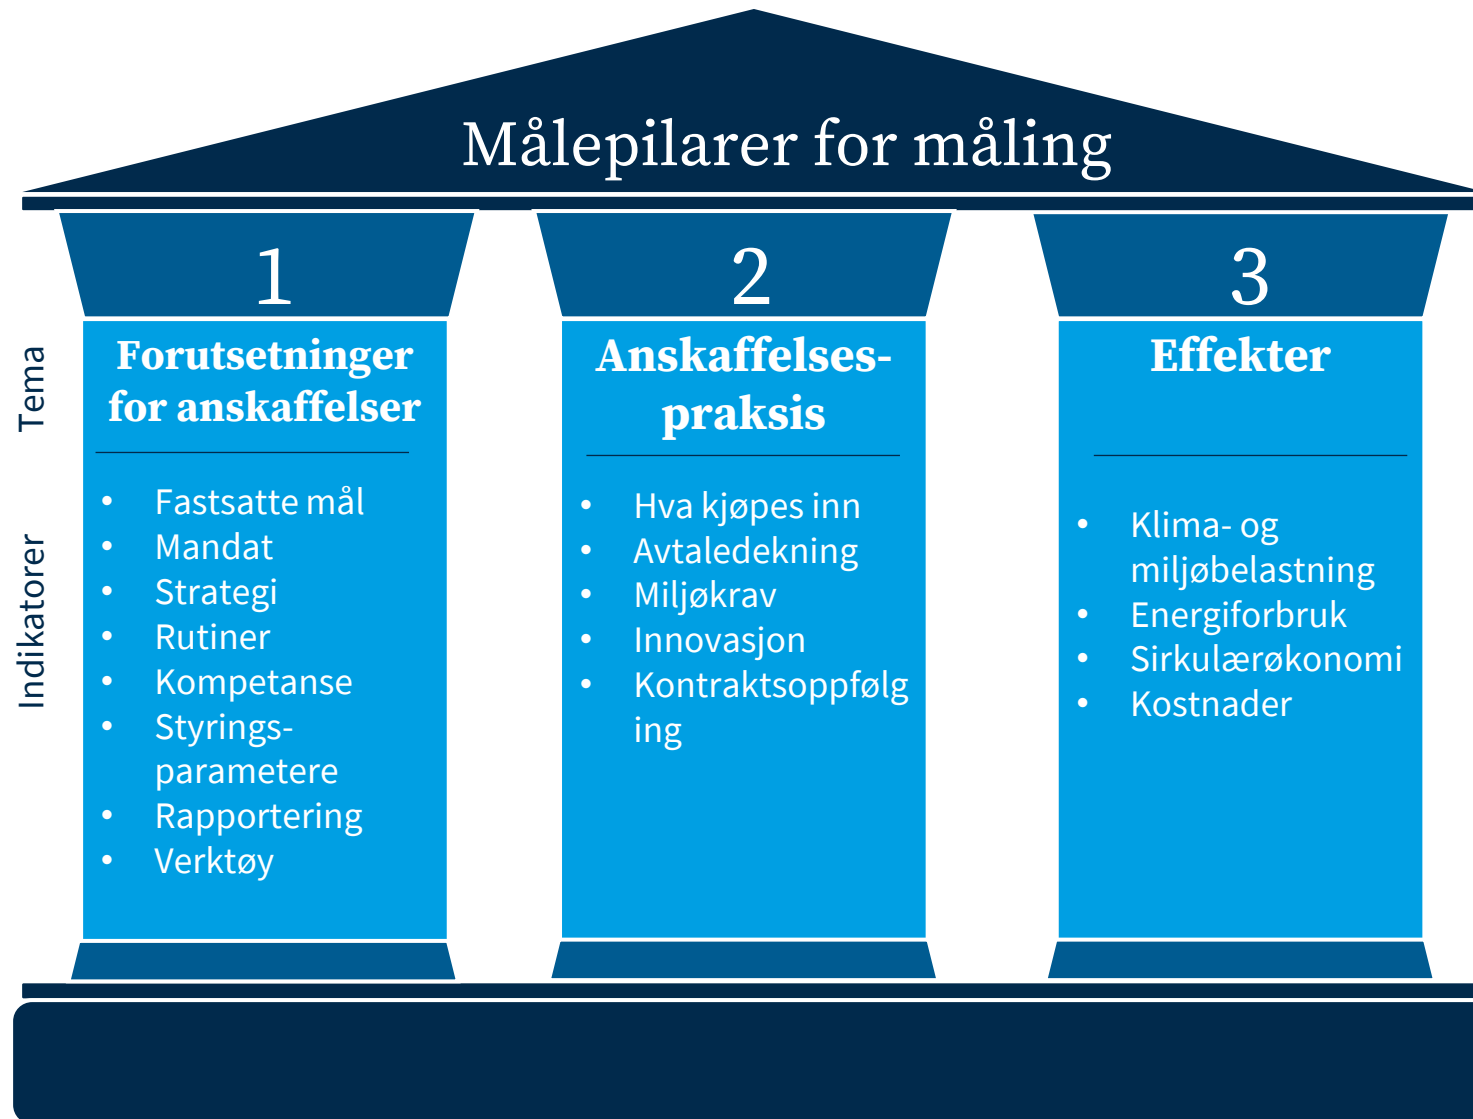 Målepilarer for måling
Tema
Indikatorer
1
Forutsetninger
for anskaffelser
• Fastsatte mål
• Mandat
• Strategi
• Rutiner
• Kompetanse
• Styrings-
parametere
• Rapportering
• Verktøy
2
Anskaffelses-
praksis
• Hva kjøpes inn
• Avtaledekning
• Miljøkrav
• Innovasjon
• Kontraktsoppfølg
ing
3
Effekter
• Klima- og
miljøbelastning
• Energiforbruk
• Sirkulærøkonomi
• Kostnader